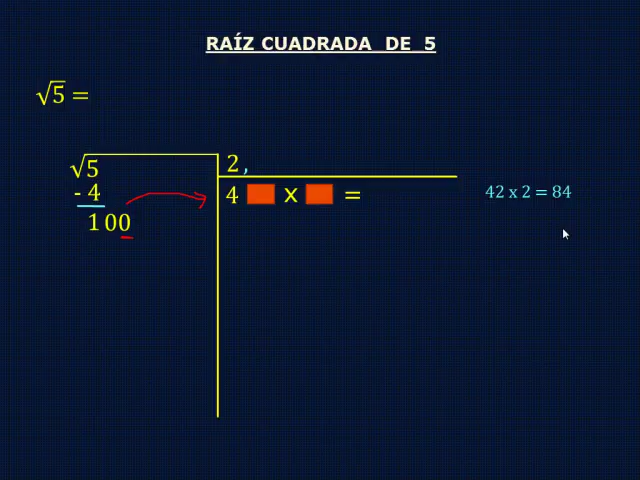 RAÍZ CUADRADA DE 5
√5 =
√5 2,
- 4 4 x =
1 00
42 x 2 = 84